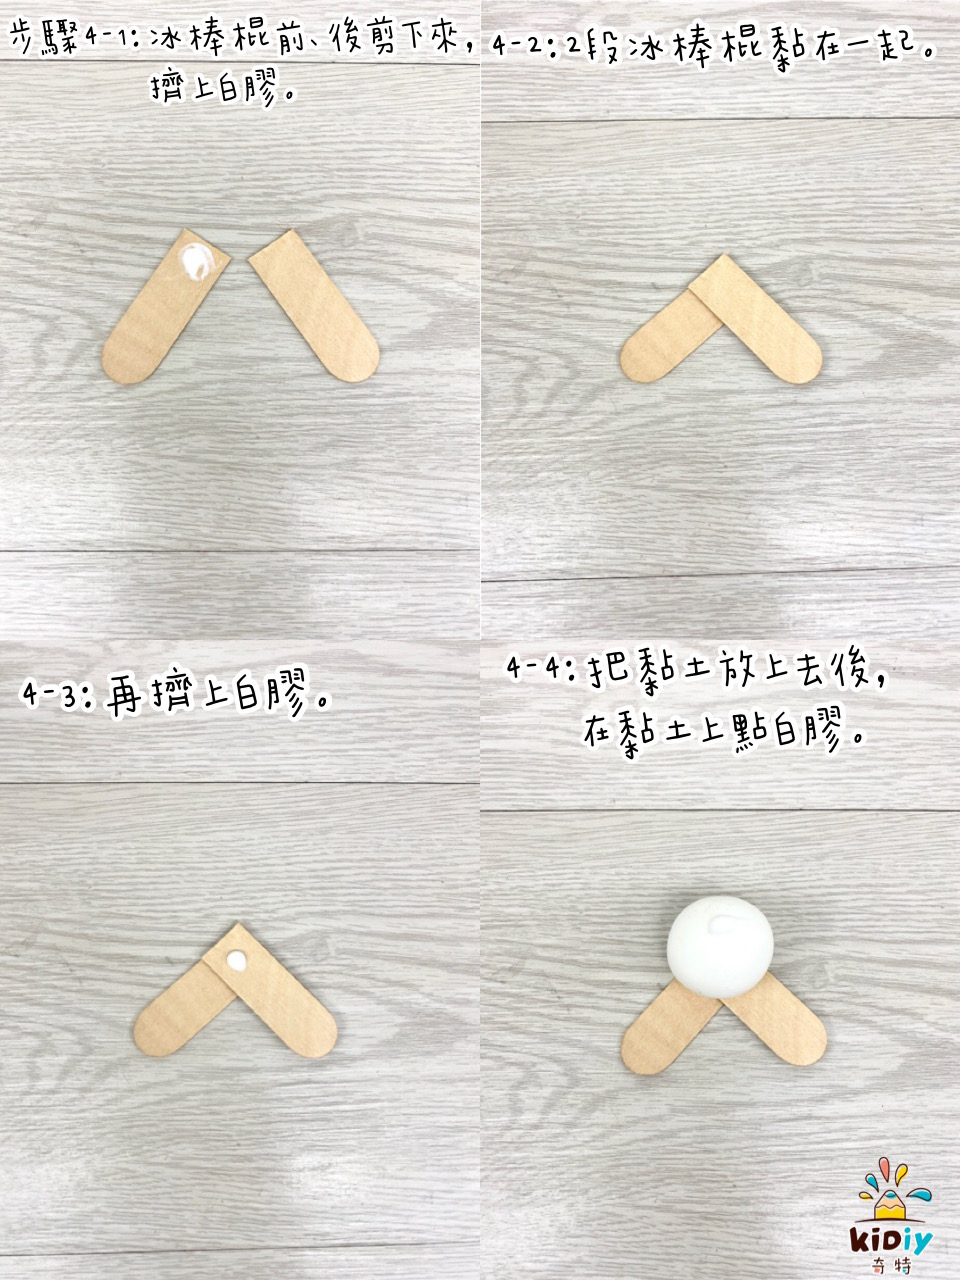 步驟4-1:冰棒棍前、後剪下來,
擠上白膠。
4-2:2段冰棒棍黏在一起。
4-3:再擠上白膠。
4-4:把黏土放上去後,
在黏土上點白膠。
kiDiy
奇特